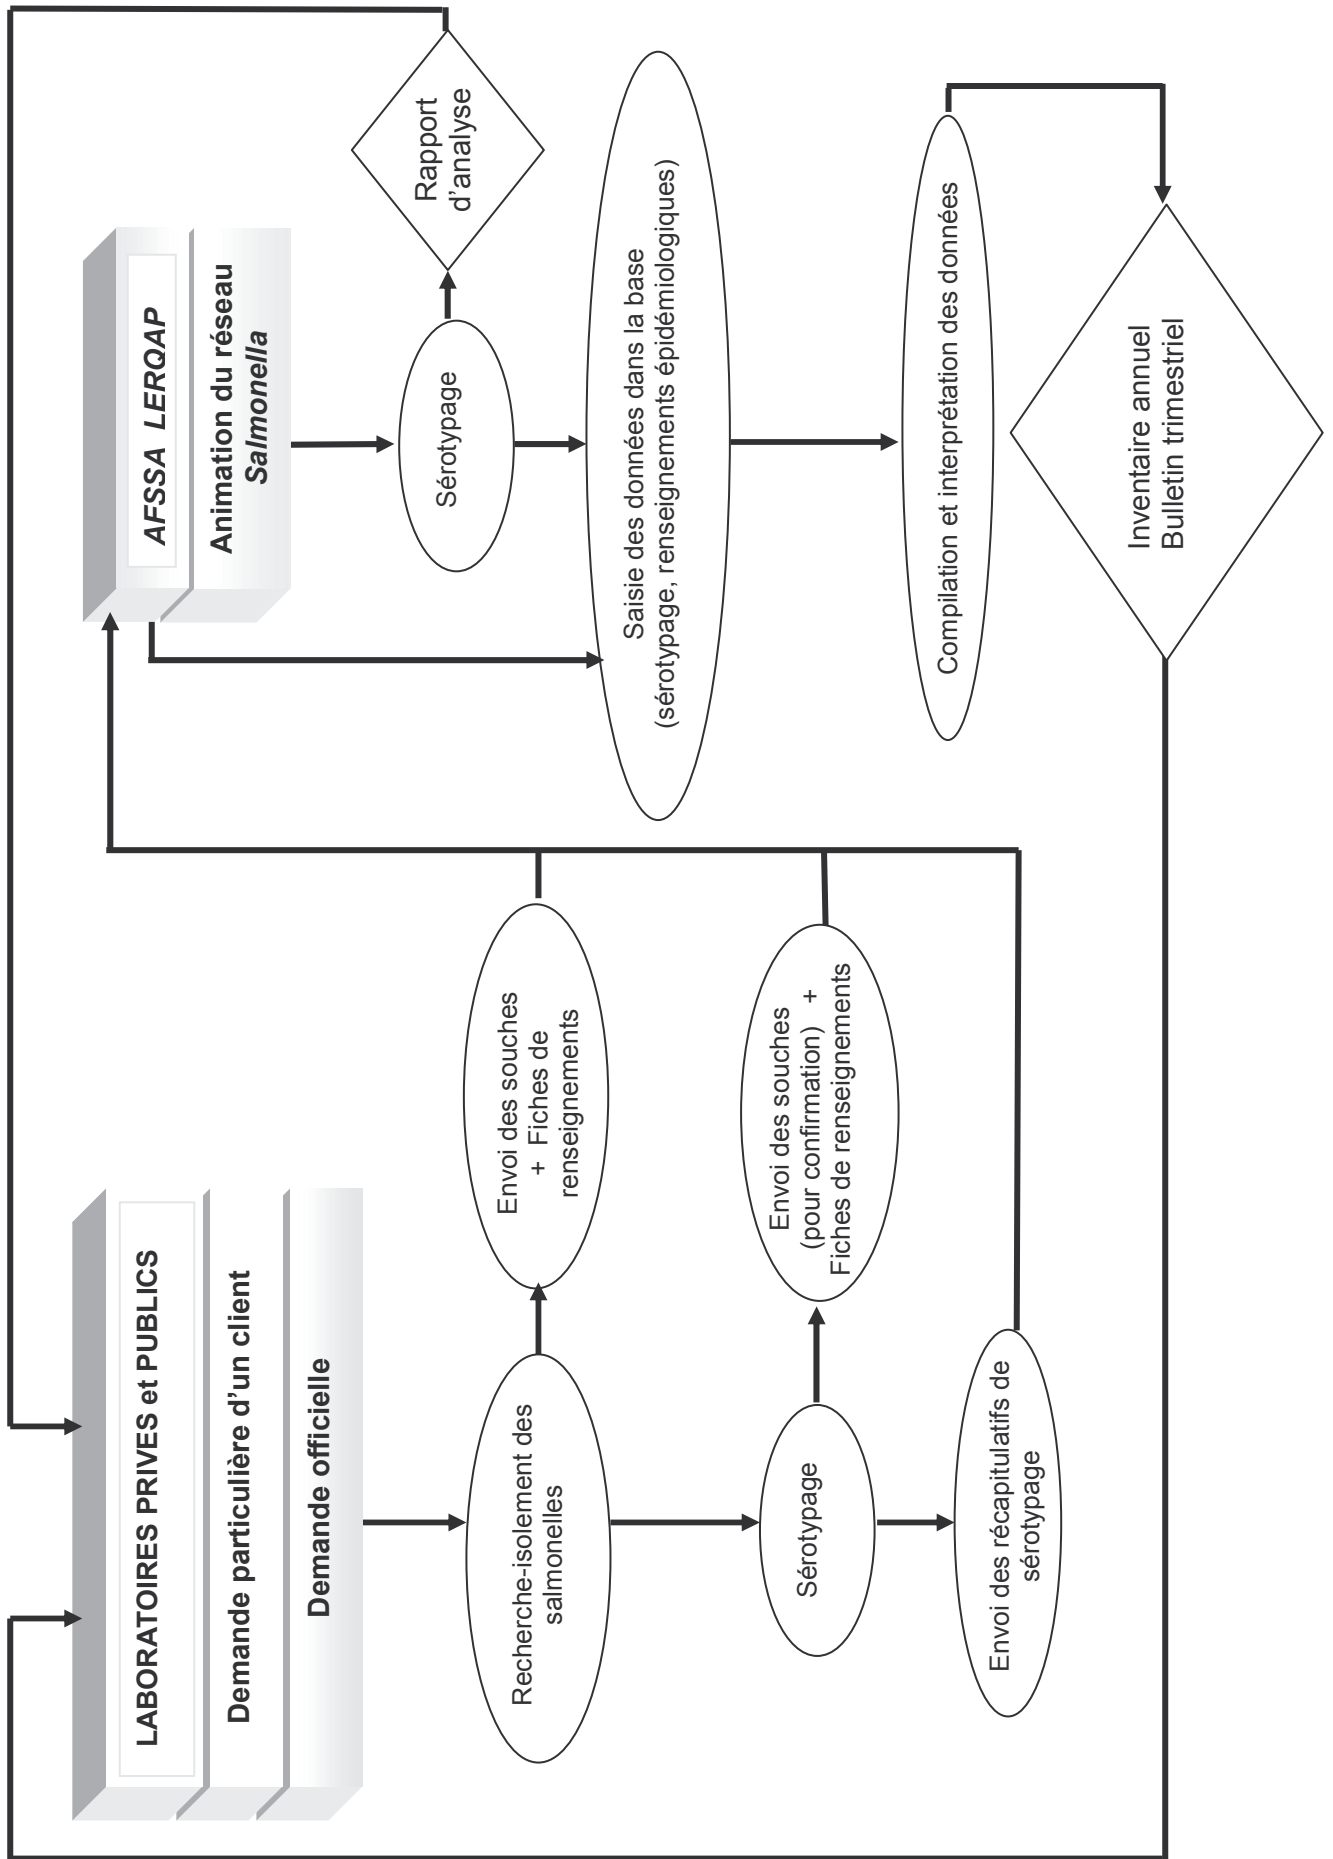 LABORATOIRES PRIVES et PUBLICS
Demande particulière d'un client
Demande officielle
Recherche-isolement des
salmonelles
Envoi des souches
+ Fiches de
renseignements
Sérotypage
Envoi des souches
(pour confirmation) +
Fiches de renseignements
Envoi des récapitulatifs de
sérotypage
AFSSA LERQAP
Animation du réseau
Salmonella
Sérotypage
Rapport
d'analyse
Saisie des données dans la base
(sérotypage, renseignements épidémiologiques)
Compilation et interprétation des données
Inventaire annuel
Bulletin trimestriel